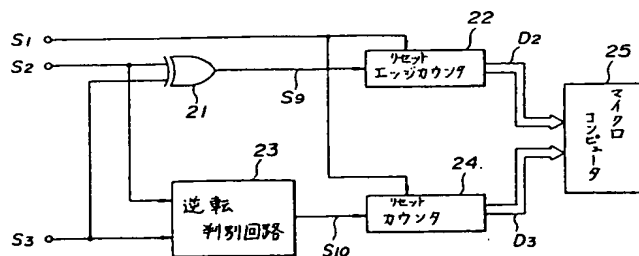 S1
S2
S3
21
S9
22
リセット
エッジカウンタ
D2
25
マイクロ
コンピュータ
23
逆転
判別回路
S10
24.
リセット
カウンタ
D3